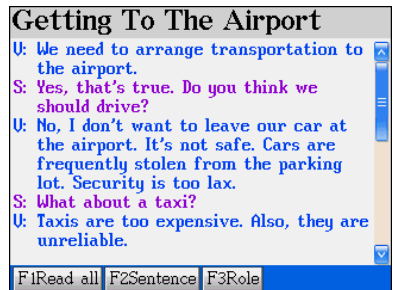 Getting To The Airport
V: We need to arrange transportation to
the airport.
S: Yes, that's true. Do you think we
should drive?
V: No, I don't want to leave our car at
the airport. It's not safe. Cars are
frequently stolen from the parking
lot. Security is too lax.
S: What about a taxi?
V: Taxis are too expensive. Also, they are
unreliable.
F1Read all F2Sentence F3Role